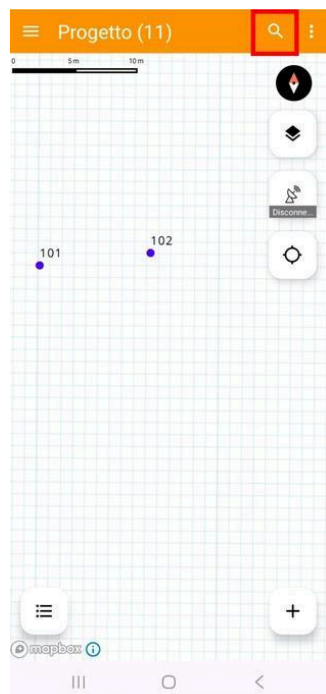 Progetto (11)
0 5m 10m
Disconne...
101
102
mapbox